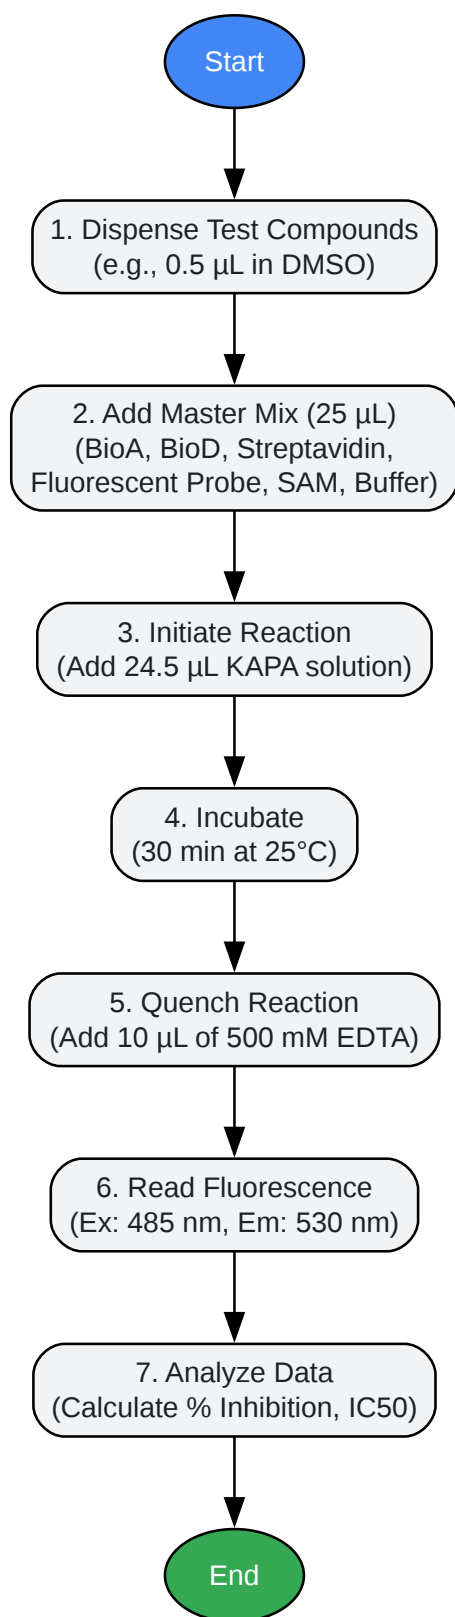 Start
1. Dispense Test Compounds
(e.g., 0.5 µL in DMSO)
2. Add Master Mix (25 µL)
(BioA, BioD, Streptavidin,
Fluorescent Probe, SAM, Buffer)
3. Initiate Reaction
(Add 24.5 µL KAPA solution)
4. Incubate
(30 min at 25°C)
5. Quench Reaction
(Add 10 µL of 500 mM EDTA)
6. Read Fluorescence
(Ex: 485 nm, Em: 530 nm)
7. Analyze Data
(Calculate % Inhibition, IC50)
End